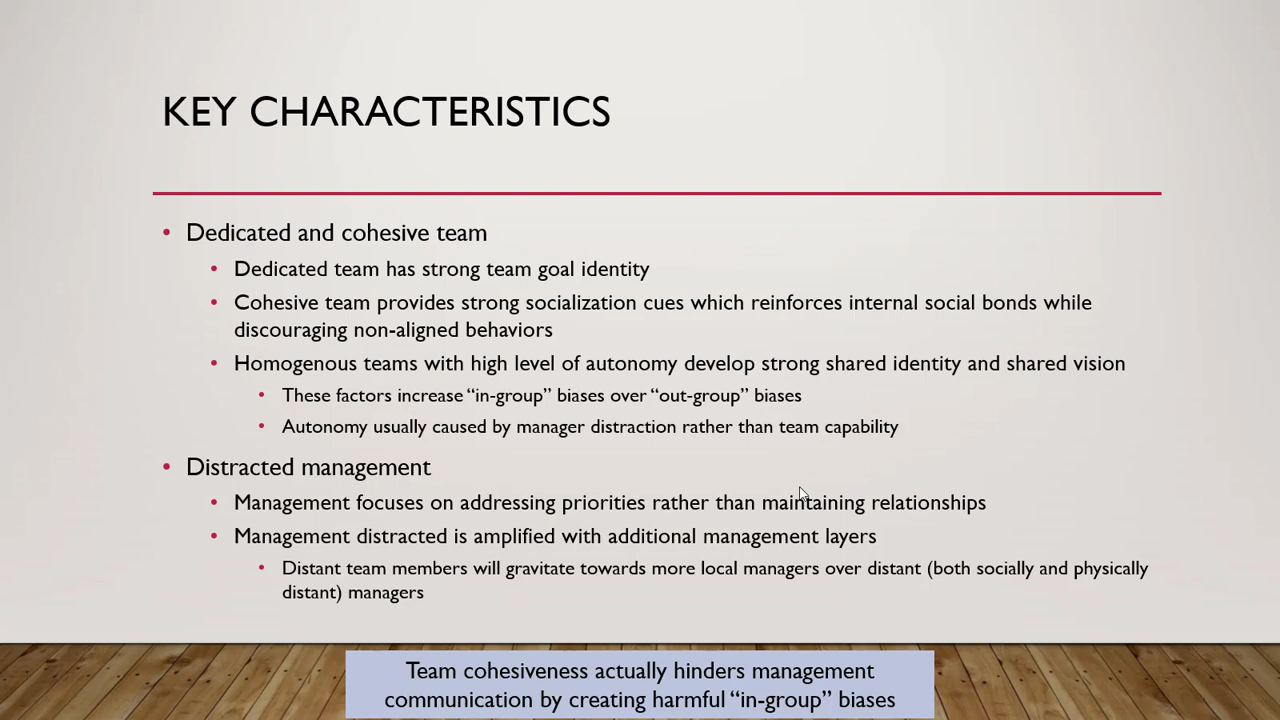 KEY CHARACTERISTICS
• Dedicated and cohesive team
• Dedicated team has strong team goal identity
• Cohesive team provides strong socialization cues which reinforces internal social bonds while
discouraging non-aligned behaviors
• Homogenous teams with high level of autonomy develop strong shared identity and shared vision
• These factors increase “in-group” biases over “out-group” biases
• Autonomy usually caused by manager distraction rather than team capability
• Distracted management
• Management focuses on addressing priorities rather than maintaining relationships
• Management distracted is amplified with additional management layers
• Distant team members will gravitate towards more local managers over distant (both socially and physically
distant) managers
Team cohesiveness actually hinders management
communication by creating harmful “in-group” biases